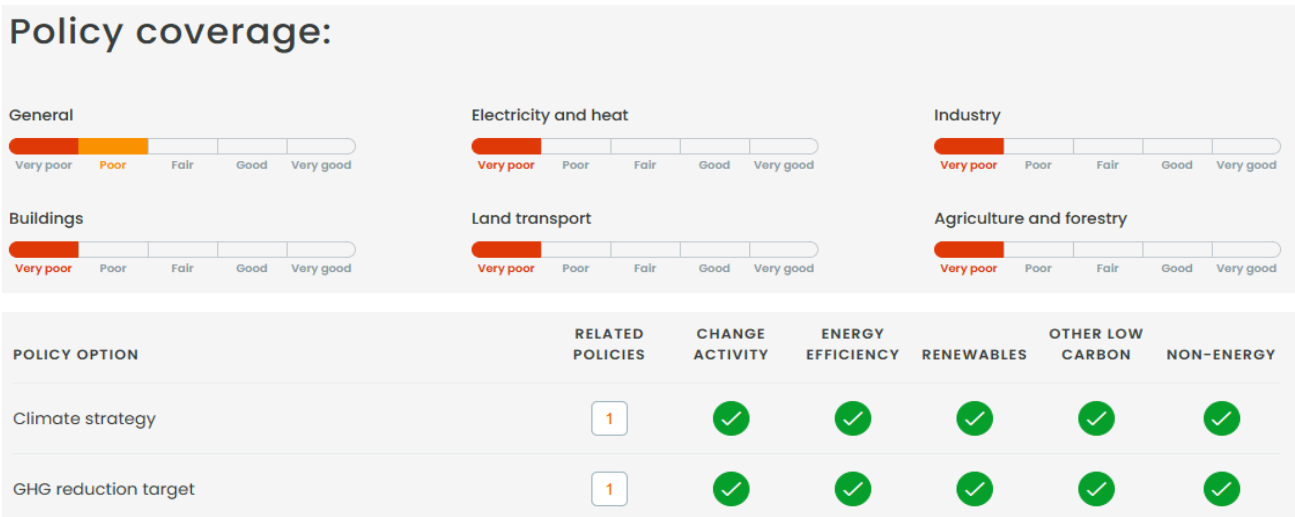 Policy coverage:
General Electricity and heat Industry
Very poor Poor Fair Good Very good Very poor Poor Fair Good Very good Very poor Poor Fair Good Very good
Buildings Land transport Agriculture and forestry
Very poor Poor Fair Good Very good Very poor Poor Fair Good Very good Very poor Poor Fair Good Very good
POLICY OPTION RELATED POLICIES CHANGE ACTIVITY ENERGY EFFICIENCY RENEWABLES OTHER LOW CARBON NON-ENERGY
Climate strategy 1
GHG reduction target 1